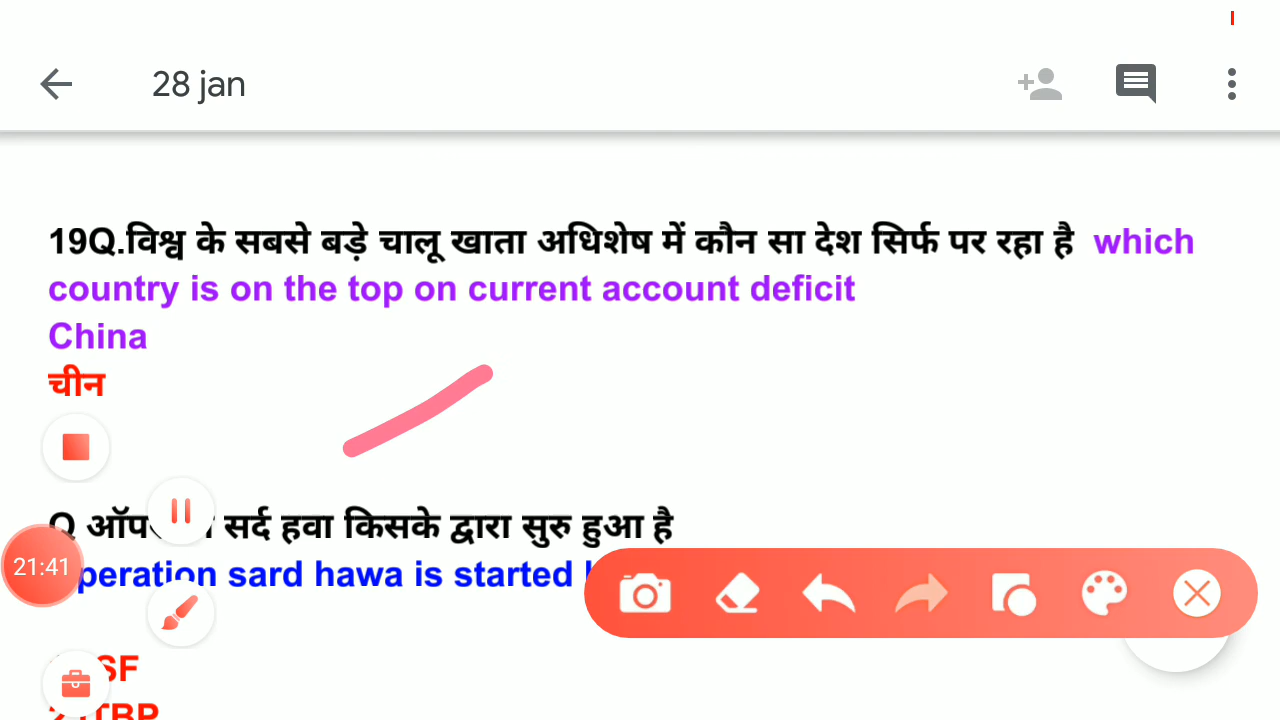 28 jan
19Q.विश्व के सबसे बड़े चालू खाता अधिशेष में कौन सा देश सिर्फ पर रहा है which
country is on the top on current account deficit
China
चीन
Q सर्द हवा किसके द्वारा सुरु हुआ है
peration sard hawa is started
SF
21:41
ITBP